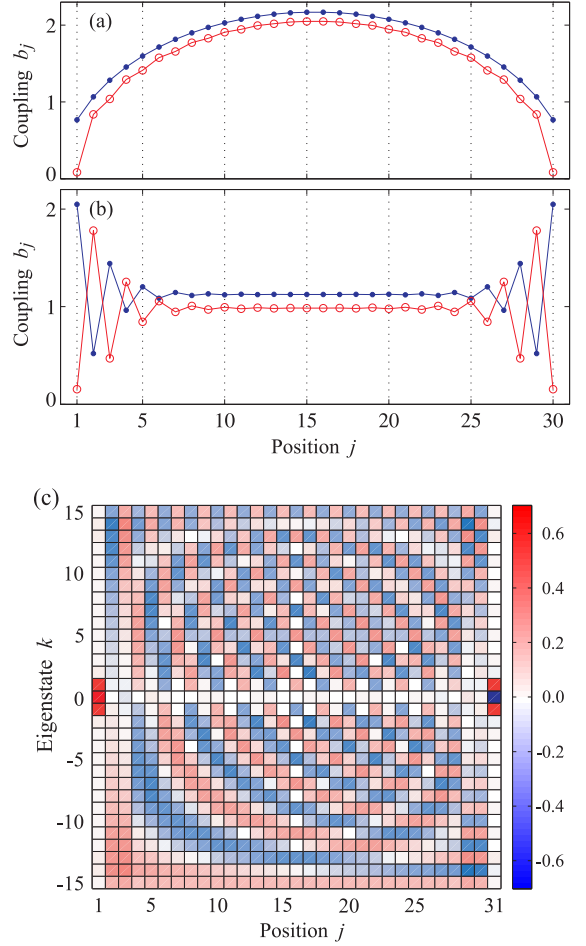 (a)
Coupling b_j
2
1
0
(b)
Coupling b_j
2
1
0
1 5 10 15 20 25 30
Position j
(c)
Eigenstate k
15
10
5
0
-5
-10
-15
1 5 10 15 20 25 31
Position j
0.6
0.4
0.2
0.0
-0.2
-0.4
-0.6